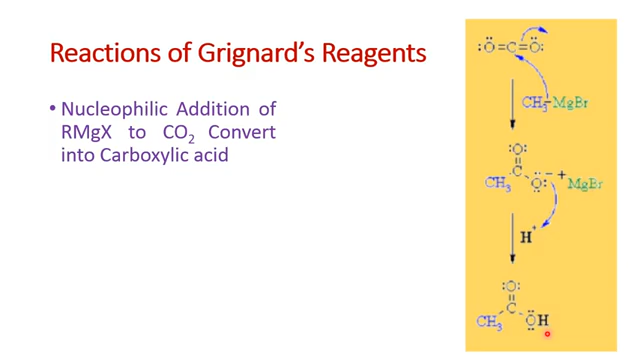 Reactions of Grignard's Reagents
• Nucleophilic Addition of
RMgX to CO₂ Convert
into Carboxylic acid
:Ö=C=Ö:
CH₃—MgBr
:O:
C
CH₃ Ö:⁻ ⁺MgBr
H⁺
:O:
C
CH₃ ÖH